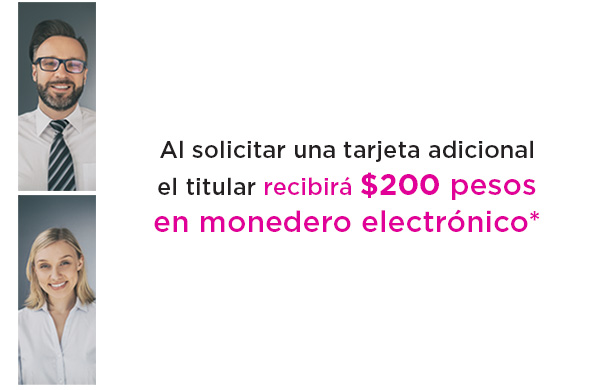 Al solicitar una tarjeta adicional
el titular recibirá $200 pesos
en monedero electrónico*